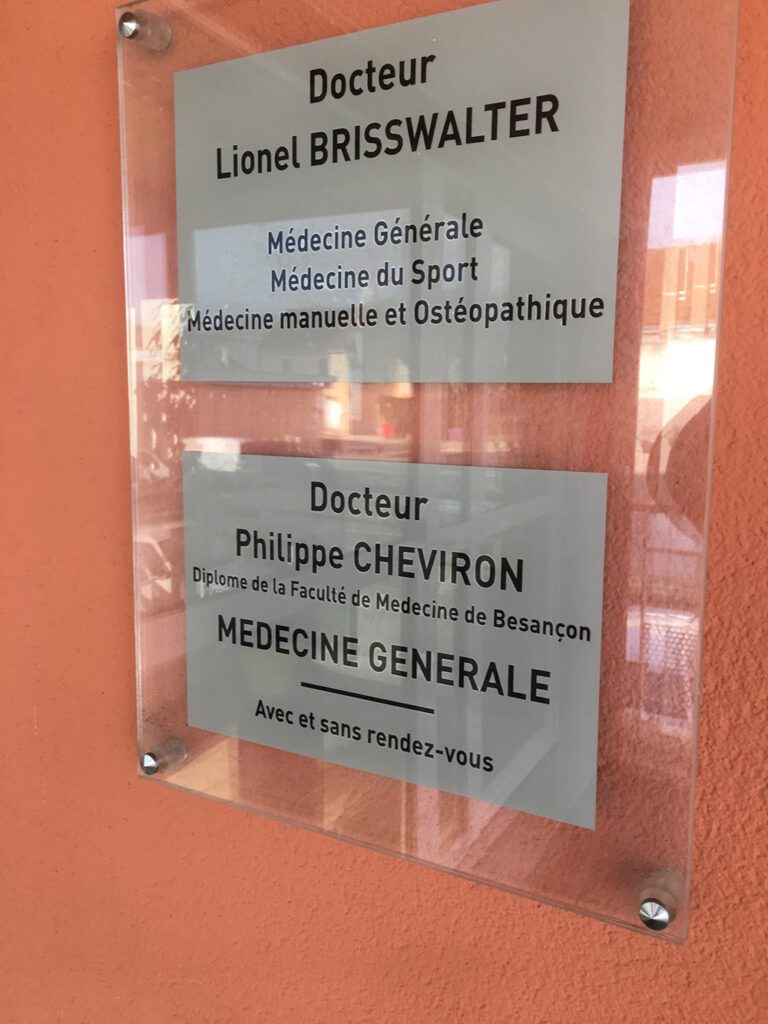 Docteur
Lionel BRISSWALTER
Médecine Générale
Médecine du Sport
Médecine manuelle et Ostéopathique
Docteur
Philippe CHEVIRON
Diplome de la Faculté de Medecine de Besançon
MEDECINE GENERALE
Avec et sans rendez-vous